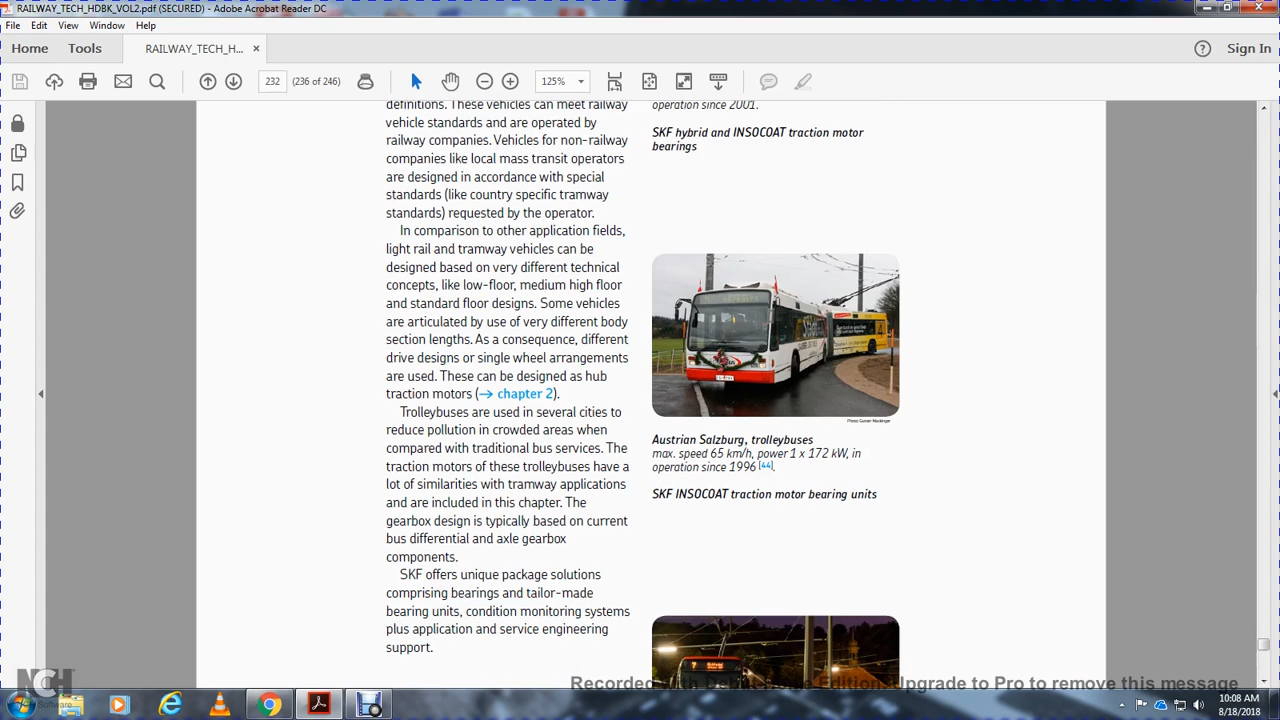 RAILWAY_TECH_HDBK_VOL2.pdf (SECURED) - Adobe Acrobat Reader DC
File Edit View Window Help
Home Tools RAILWAY_TECH_H... × Sign In
232 (236 of 246) 125%
definitions. These vehicles can meet railway
vehicle standards and are operated by
railway companies. Vehicles for non-railway
companies like local mass transit operators
are designed in accordance with special
standards (like country specific tramway
standards) requested by the operator.
In comparison to other application fields,
light rail and tramway vehicles can be
designed based on very different technical
concepts, like low-floor, medium high floor
and standard floor designs. Some vehicles
are articulated by use of very different body
section lengths. As a consequence, different
drive designs or single wheel arrangements
are used. These can be designed as hub
traction motors (→ chapter 2).
Trolleybuses are used in several cities to
reduce pollution in crowded areas when
compared with traditional bus services. The
traction motors of these trolleybuses have a
lot of similarities with tramway applications
and are included in this chapter. The
gearbox design is typically based on current
bus differential and axle gearbox
components.
SKF offers unique package solutions
comprising bearings and tailor-made
bearing units, condition monitoring systems
plus application and service engineering
support.
operation since 2001.
SKF hybrid and INSOCOAT traction motor
bearings
Austrian Salzburg, trolleybuses
max. speed 65 km/h, power 1 x 172 kW, in
operation since 1996 [44].
SKF INSOCOAT traction motor bearing units
7
NCH
Software
Recorded with Debut Home Edition. Upgrade to Pro to remove this message
10:08 AM
8/18/2018